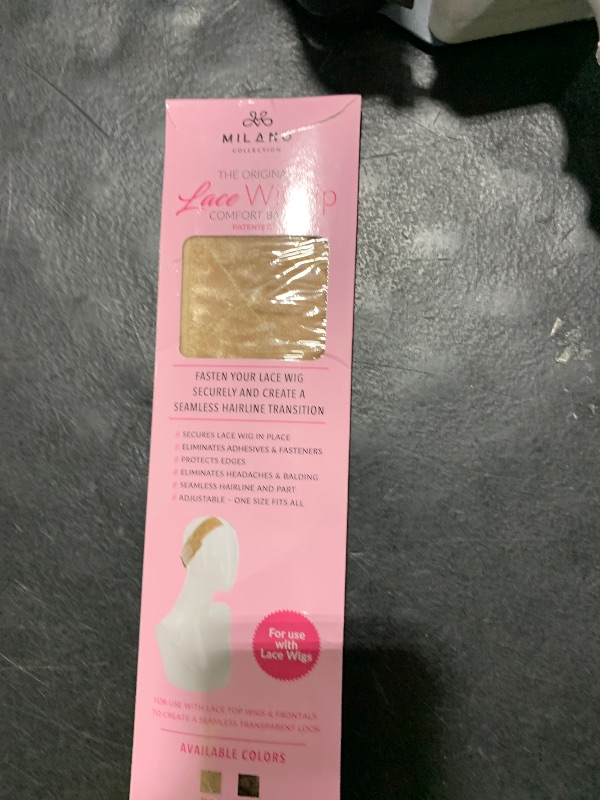 MILANO
COLLECTION
THE ORIGINAL
Lace
COMFORT
PATENTED
FASTEN YOUR LACE WIG
SECURELY AND CREATE A
SEAMLESS HAIRLINE TRANSITION
SECURES LACE WIG IN PLACE
ELIMINATES ADHESIVES & FASTENERS
PROTECTS EDGES
ELIMINATES HEADACHES & BALDING
SEAMLESS HAIRLINE AND PART
ADJUSTABLE – ONE SIZE FITS ALL
For use
with
Lace Wigs
FOR USE WITH LACE TOP WIGS & FRONTALS
TO CREATE A SEAMLESS TRANSPARENT LOOK
AVAILABLE COLORS